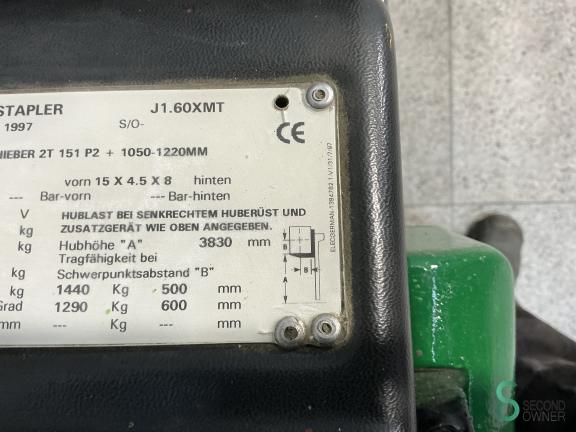 STAPLER J1.60XMT
1997 S/O-
HIEBER 2T 151 P2 + 1050-1220MM
vorn 15 X 4.5 X 8 hinten
--- Bar-vorn --- Bar-hinten
V HUBLAST BEI SENKRECHTEM HUBERÜST UND
kg ZUSATZGERÄT WIE OBEN ANGEGEBEN.
kg Hubhöhe "A" 3830 mm
Tragfähigkeit bei
kg Schwerpunktsabstand "B"
kg 1440 Kg 500 mm
Grad 1290 Kg 600 mm
mm --- Kg --- mm
CE
B
B
A
SECOND
OWNER